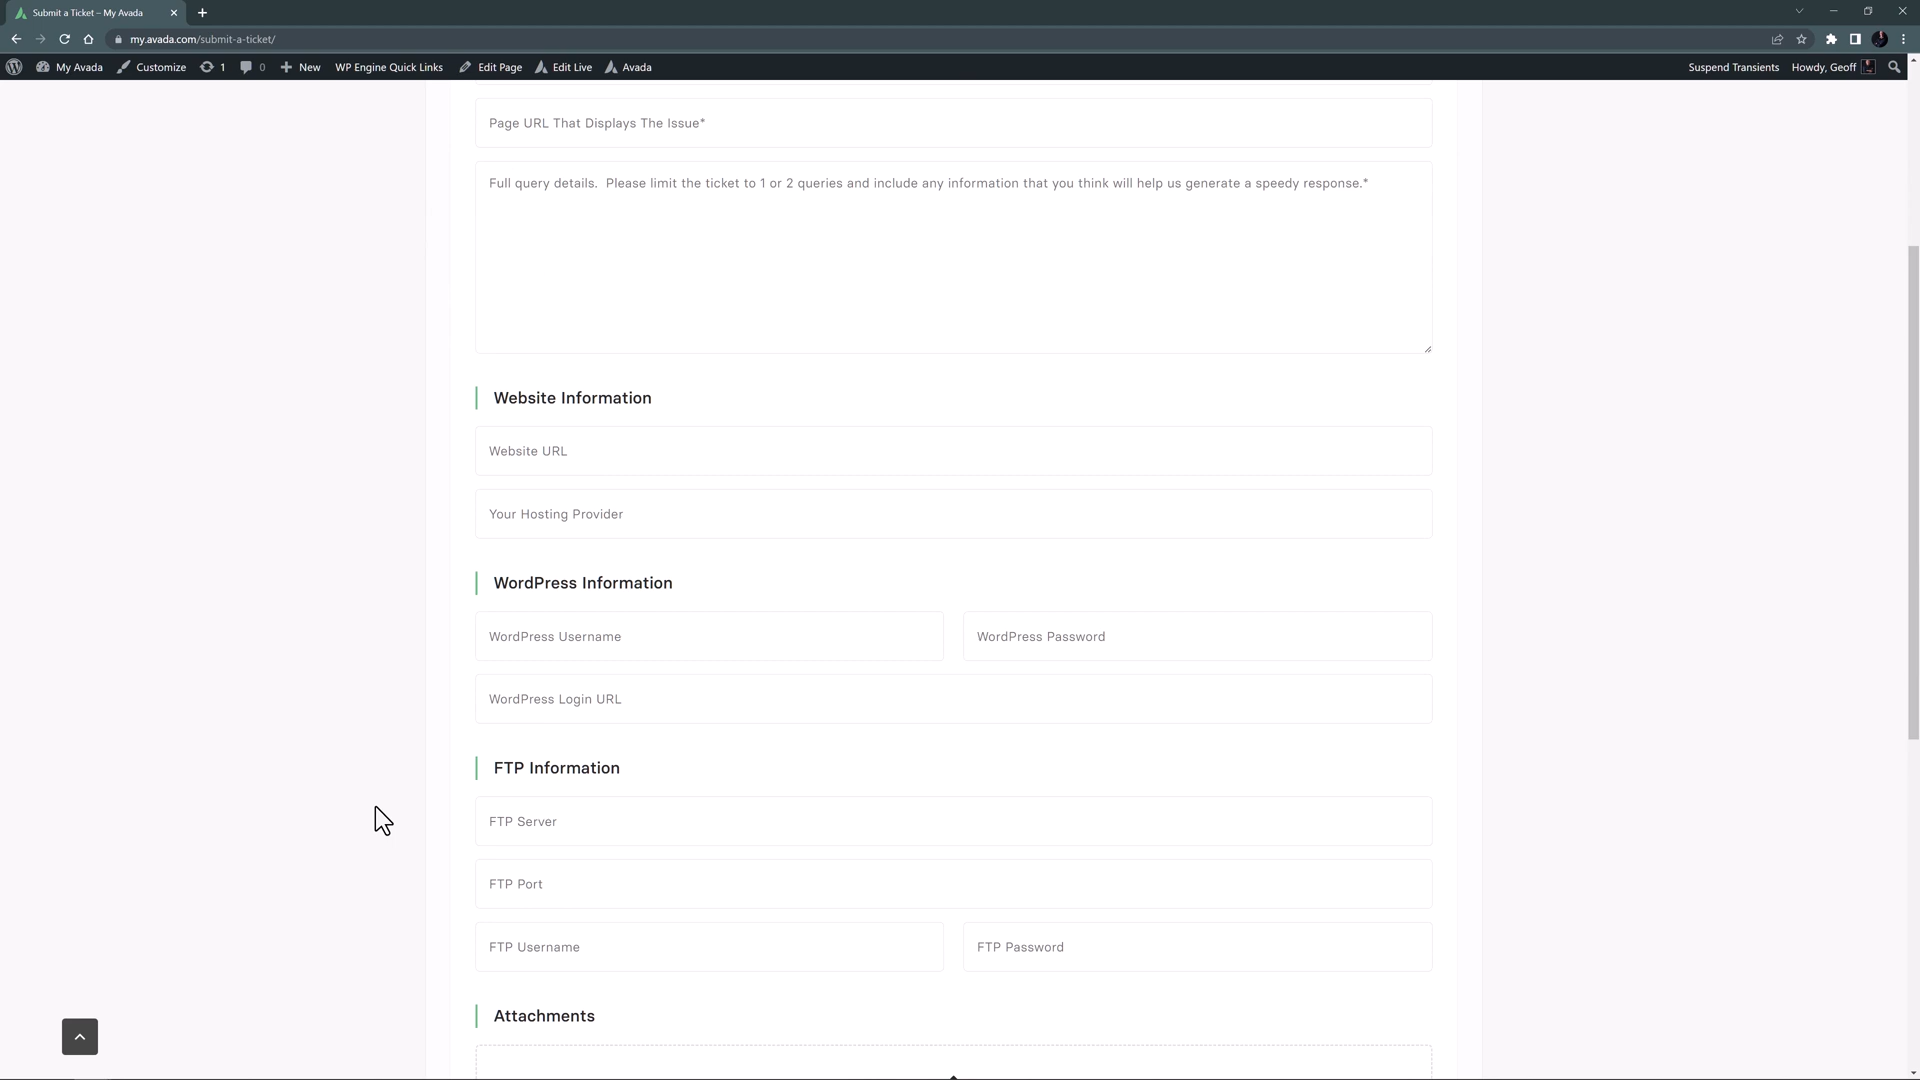 Submit a Ticket – My Avada
my.avada.com/submit-a-ticket/
My Avada Customize 1 0 New WP Engine Quick Links Edit Page Edit Live Avada Suspend Transients Howdy, Geoff
Page URL That Displays The Issue*
Full query details. Please limit the ticket to 1 or 2 queries and include any information that you think will help us generate a speedy response.*
Website Information
Website URL
Your Hosting Provider
WordPress Information
WordPress Username WordPress Password
WordPress Login URL
FTP Information
FTP Server
FTP Port
FTP Username FTP Password
Attachments